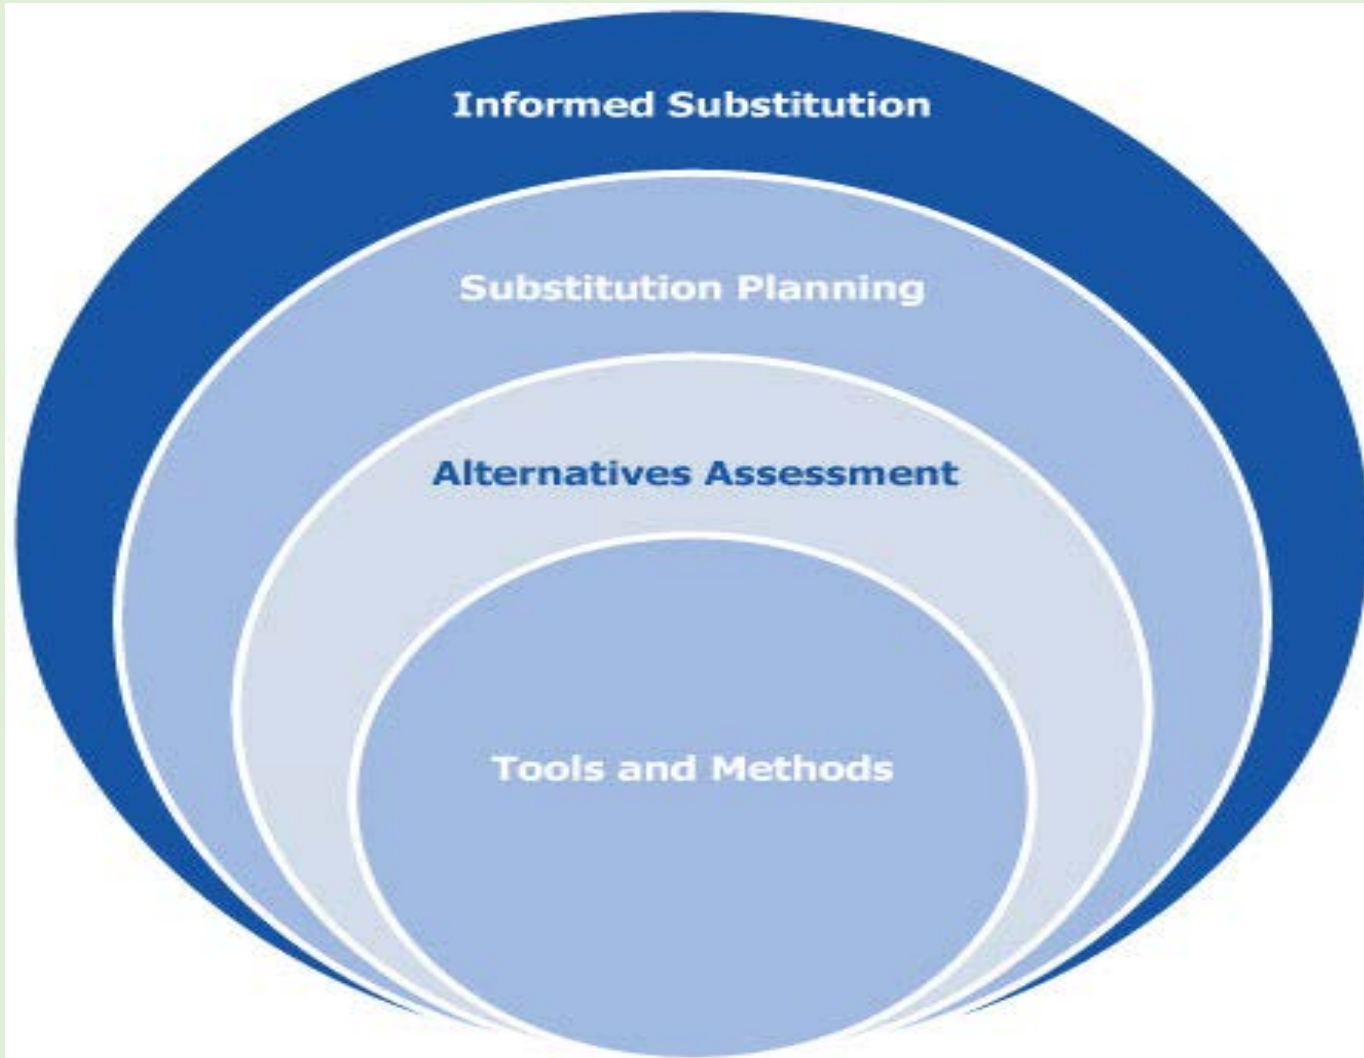 Informed Substitution
Substitution Planning
Alternatives Assessment
Tools and Methods